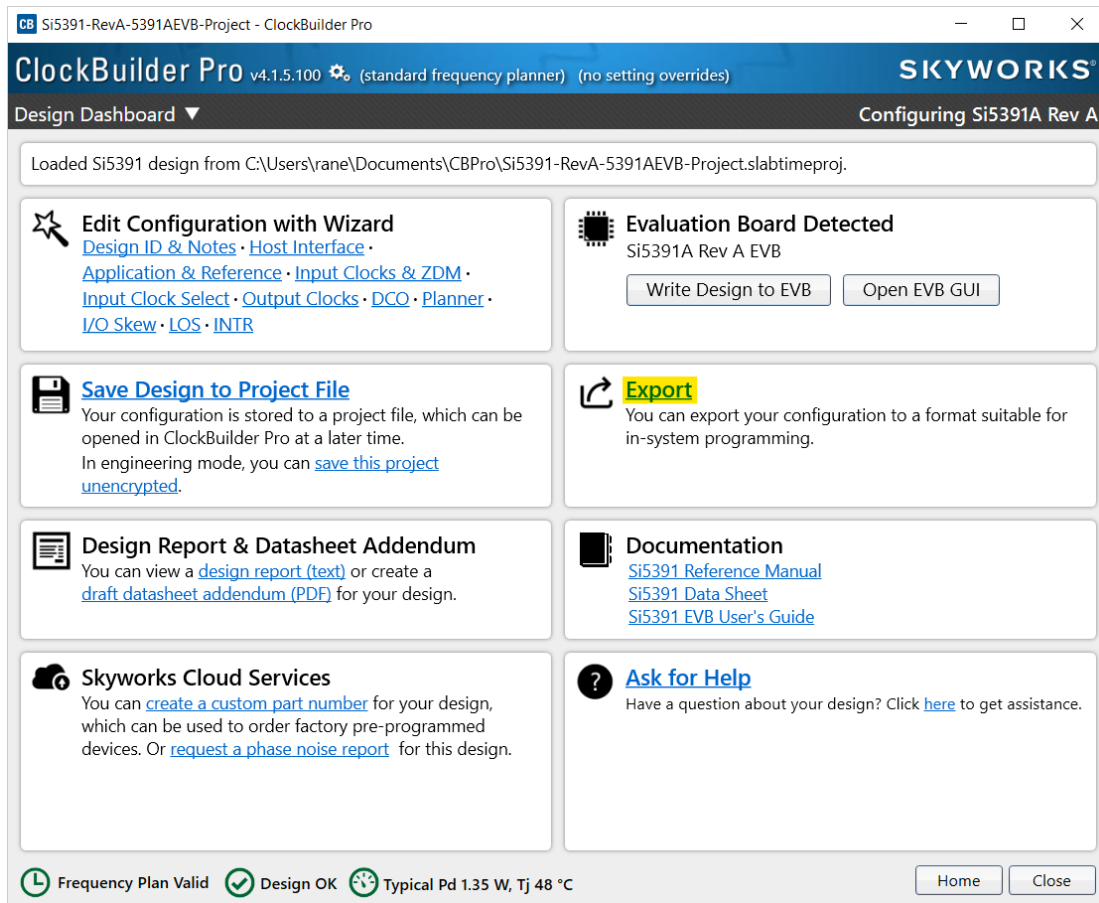 CB Si5391-RevA-5391AEVB-Project - ClockBuilder Pro
ClockBuilder Pro v4.1.5.100 (standard frequency planner) (no setting overrides)
SKYWORKS®
Design Dashboard ▼
Configuring Si5391A Rev A
Loaded Si5391 design from C:\Users\rane\Documents\CBPro\Si5391-RevA-5391AEVB-Project.slabtimeproj.
Edit Configuration with Wizard
Design ID & Notes · Host Interface ·
Application & Reference · Input Clocks & ZDM ·
Input Clock Select · Output Clocks · DCO · Planner ·
I/O Skew · LOS · INTR
Evaluation Board Detected
Si5391A Rev A EVB
Write Design to EVB
Open EVB GUI
Save Design to Project File
Your configuration is stored to a project file, which can be
opened in ClockBuilder Pro at a later time.
In engineering mode, you can save this project
unencrypted.
Export
You can export your configuration to a format suitable for
in-system programming.
Design Report & Datasheet Addendum
You can view a design report (text) or create a
draft datasheet addendum (PDF) for your design.
Documentation
Si5391 Reference Manual
Si5391 Data Sheet
Si5391 EVB User's Guide
Skyworks Cloud Services
You can create a custom part number for your design,
which can be used to order factory pre-programmed
devices. Or request a phase noise report for this design.
? Ask for Help
Have a question about your design? Click here to get assistance.
Frequency Plan Valid
Design OK
Typical Pd 1.35 W, Tj 48 °C
Home
Close